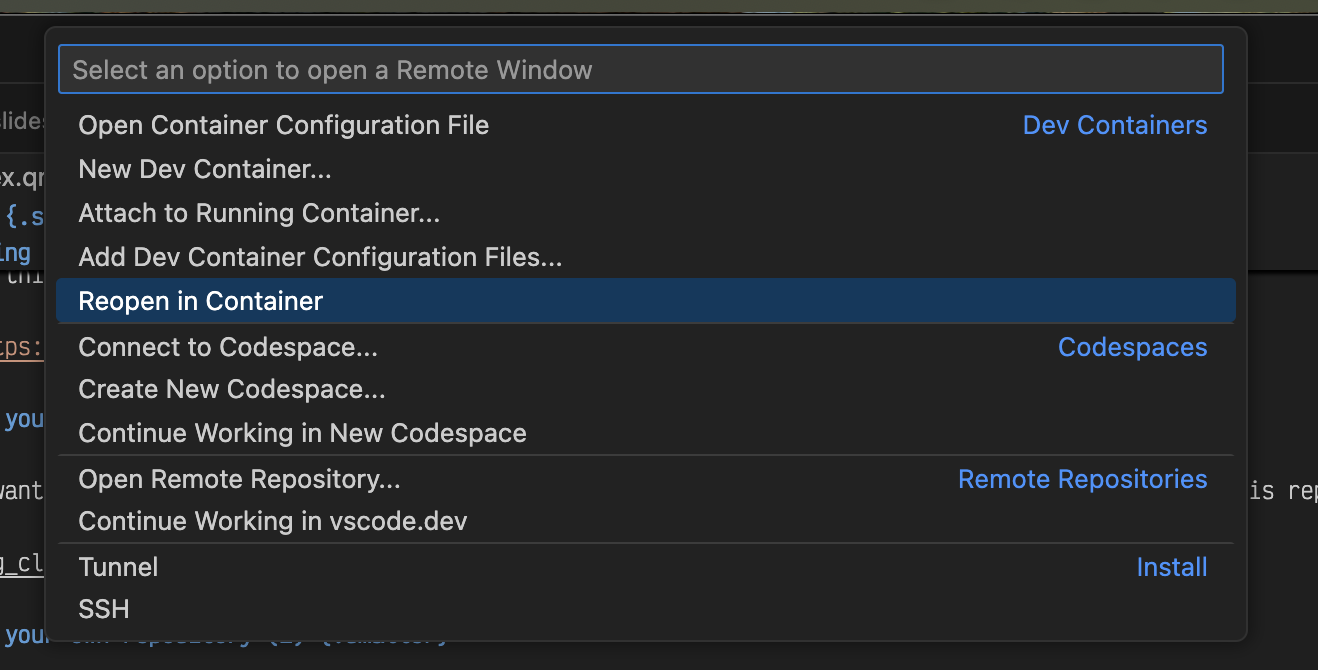 Select an option to open a Remote Window
Open Container Configuration File Dev Containers
New Dev Container...
Attach to Running Container...
Add Dev Container Configuration Files...
Reopen in Container
Connect to Codespace... Codespaces
Create New Codespace...
Continue Working in New Codespace
Open Remote Repository... Remote Repositories
Continue Working in vscode.dev
Tunnel Install
SSH